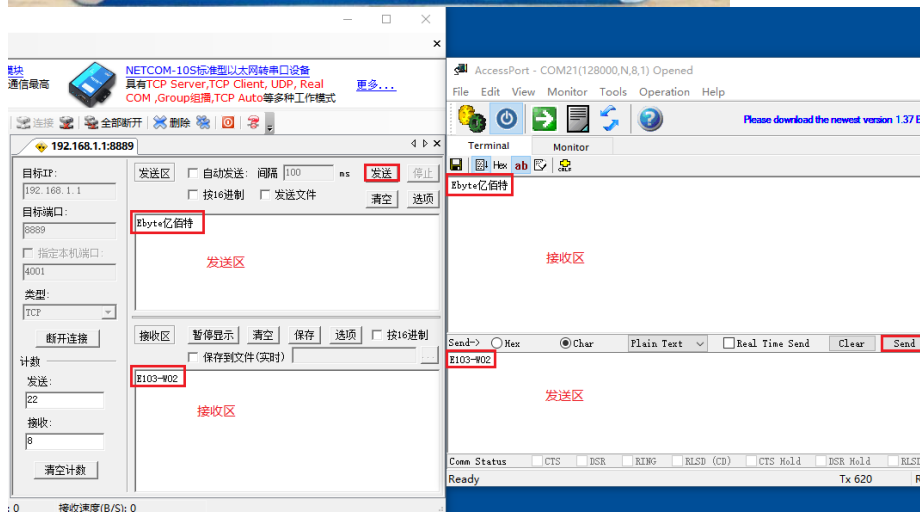 模块
通信最高
NETCOM-10S标准型以太网转串口设备
具有TCP Server,TCP Client, UDP, Real
COM ,Group组播,TCP Auto等多种工作模式
更多...
连接
全部断开
删除
192.168.1.1:8889
目标IP:
192.168.1.1
目标端口:
8889
指定本机端口:
4001
类型:
TCP
断开连接
计数
发送:
22
接收:
8
清空计数
发送区
自动发送: 间隔 100 ms 发送 停止
按16进制 发送文件 清空 选项
Ebyte亿佰特
发送区
接收区 暂停显示 清空 保存 选项 按16进制
保存到文件(实时) ...
E103-W02
接收区
: 0 接收速度(B/S): 0
AccessPort - COM21(128000,N,8,1) Opened
File Edit View Monitor Tools Operation Help
Please download the newest version 1.37 B
Terminal Monitor
Hex ab CRLF
Ebyte亿佰特
接收区
Send-> Hex Char Plain Text Real Time Send Clear Send
E103-W02
发送区
Comm Status CTS DSR RING RLSD (CD) CTS Hold DSR Hold RLSD
Ready Tx 620 R